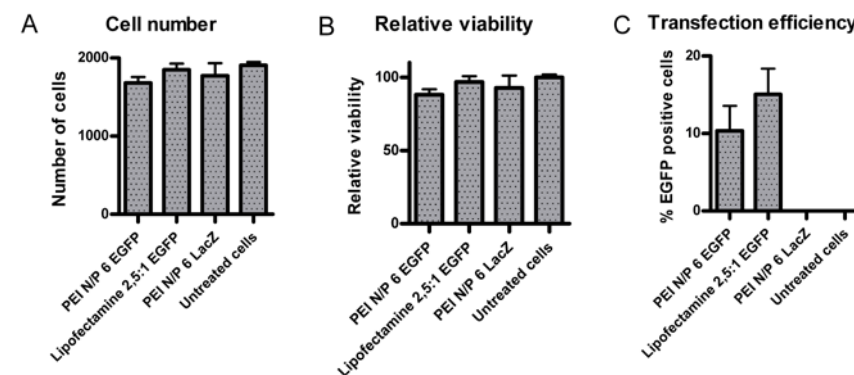 A
Cell number
Number of cells
2000
1000
0
PEI N/P 6 EGFP
Lipofectamine 2,5:1 EGFP
PEI N/P 6 LacZ
Untreated cells
B
Relative viability
Relative viability
100
50
0
PEI N/P 6 EGFP
Lipofectamine 2,5:1 EGFP
PEI N/P 6 LacZ
Untreated cells
C
Transfection efficiency
% EGFP positive cells
20
10
0
PEI N/P 6 EGFP
Lipofectamine 2,5:1 EGFP
PEI N/P 6 LacZ
Untreated cells